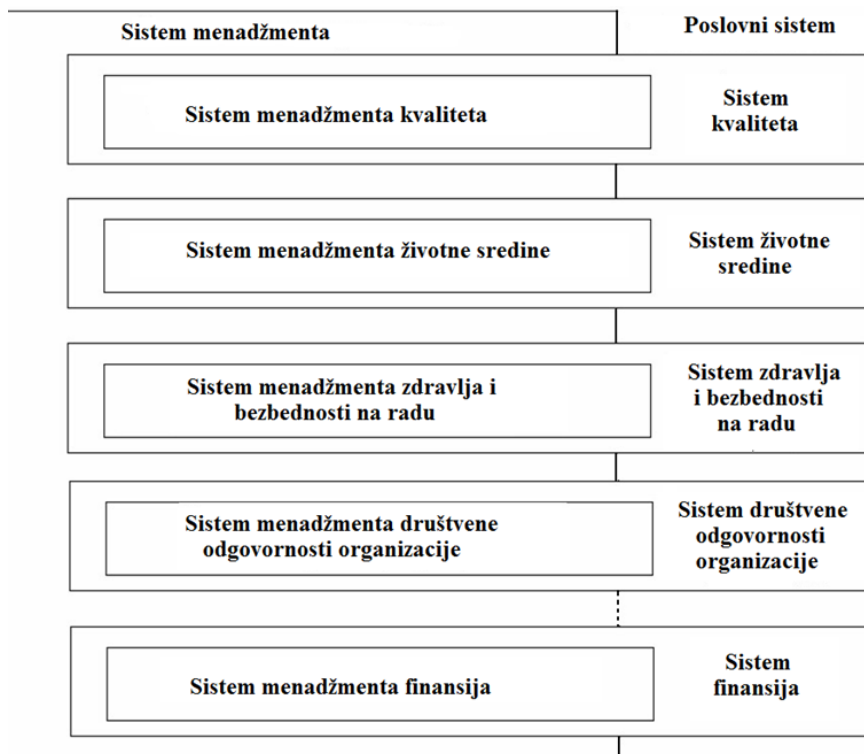 Sistem menadžmenta
Poslovni sistem
Sistem menadžmenta kvaliteta
Sistem
kvaliteta
Sistem menadžmenta životne sredine
Sistem životne
sredine
Sistem menadžmenta zdravlja i
bezbednosti na radu
Sistem zdravlja
i bezbednosti
na radu
Sistem menadžmenta društvene
odgovornosti organizacije
Sistem društvene
odgovornosti
organizacije
Sistem menadžmenta finansija
Sistem
finansija